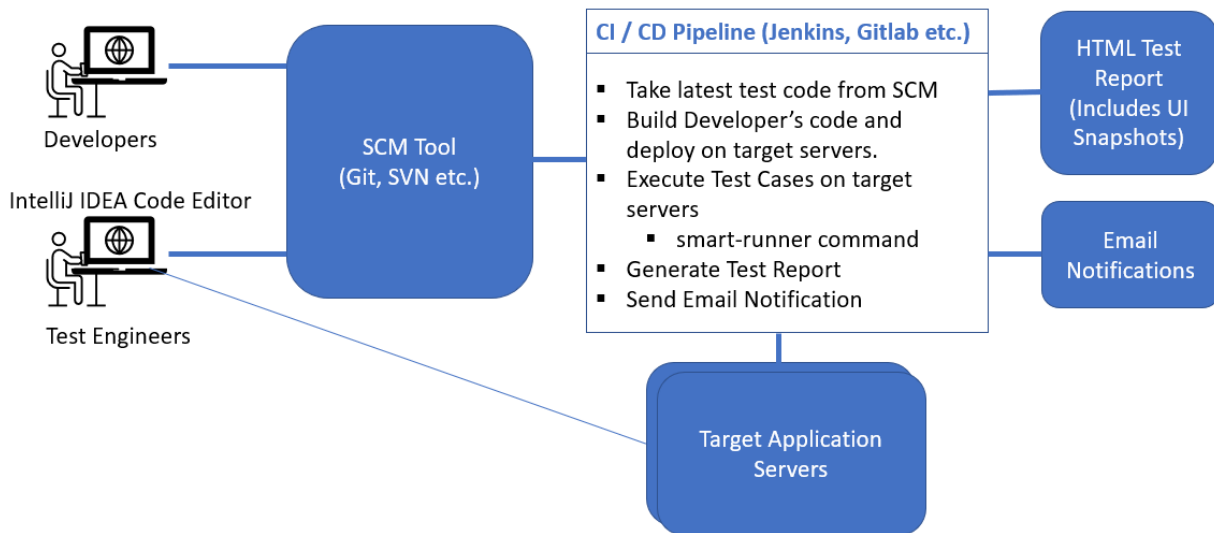 Developers
IntelliJ IDEA Code Editor
Test Engineers
SCM Tool
(Git, SVN etc.)
CI / CD Pipeline (Jenkins, Gitlab etc.)
▪ Take latest test code from SCM
▪ Build Developer’s code and
deploy on target servers.
▪ Execute Test Cases on target
servers
▪ smart-runner command
▪ Generate Test Report
▪ Send Email Notification
HTML Test
Report
(Includes UI
Snapshots)
Email
Notifications
Target Application
Servers